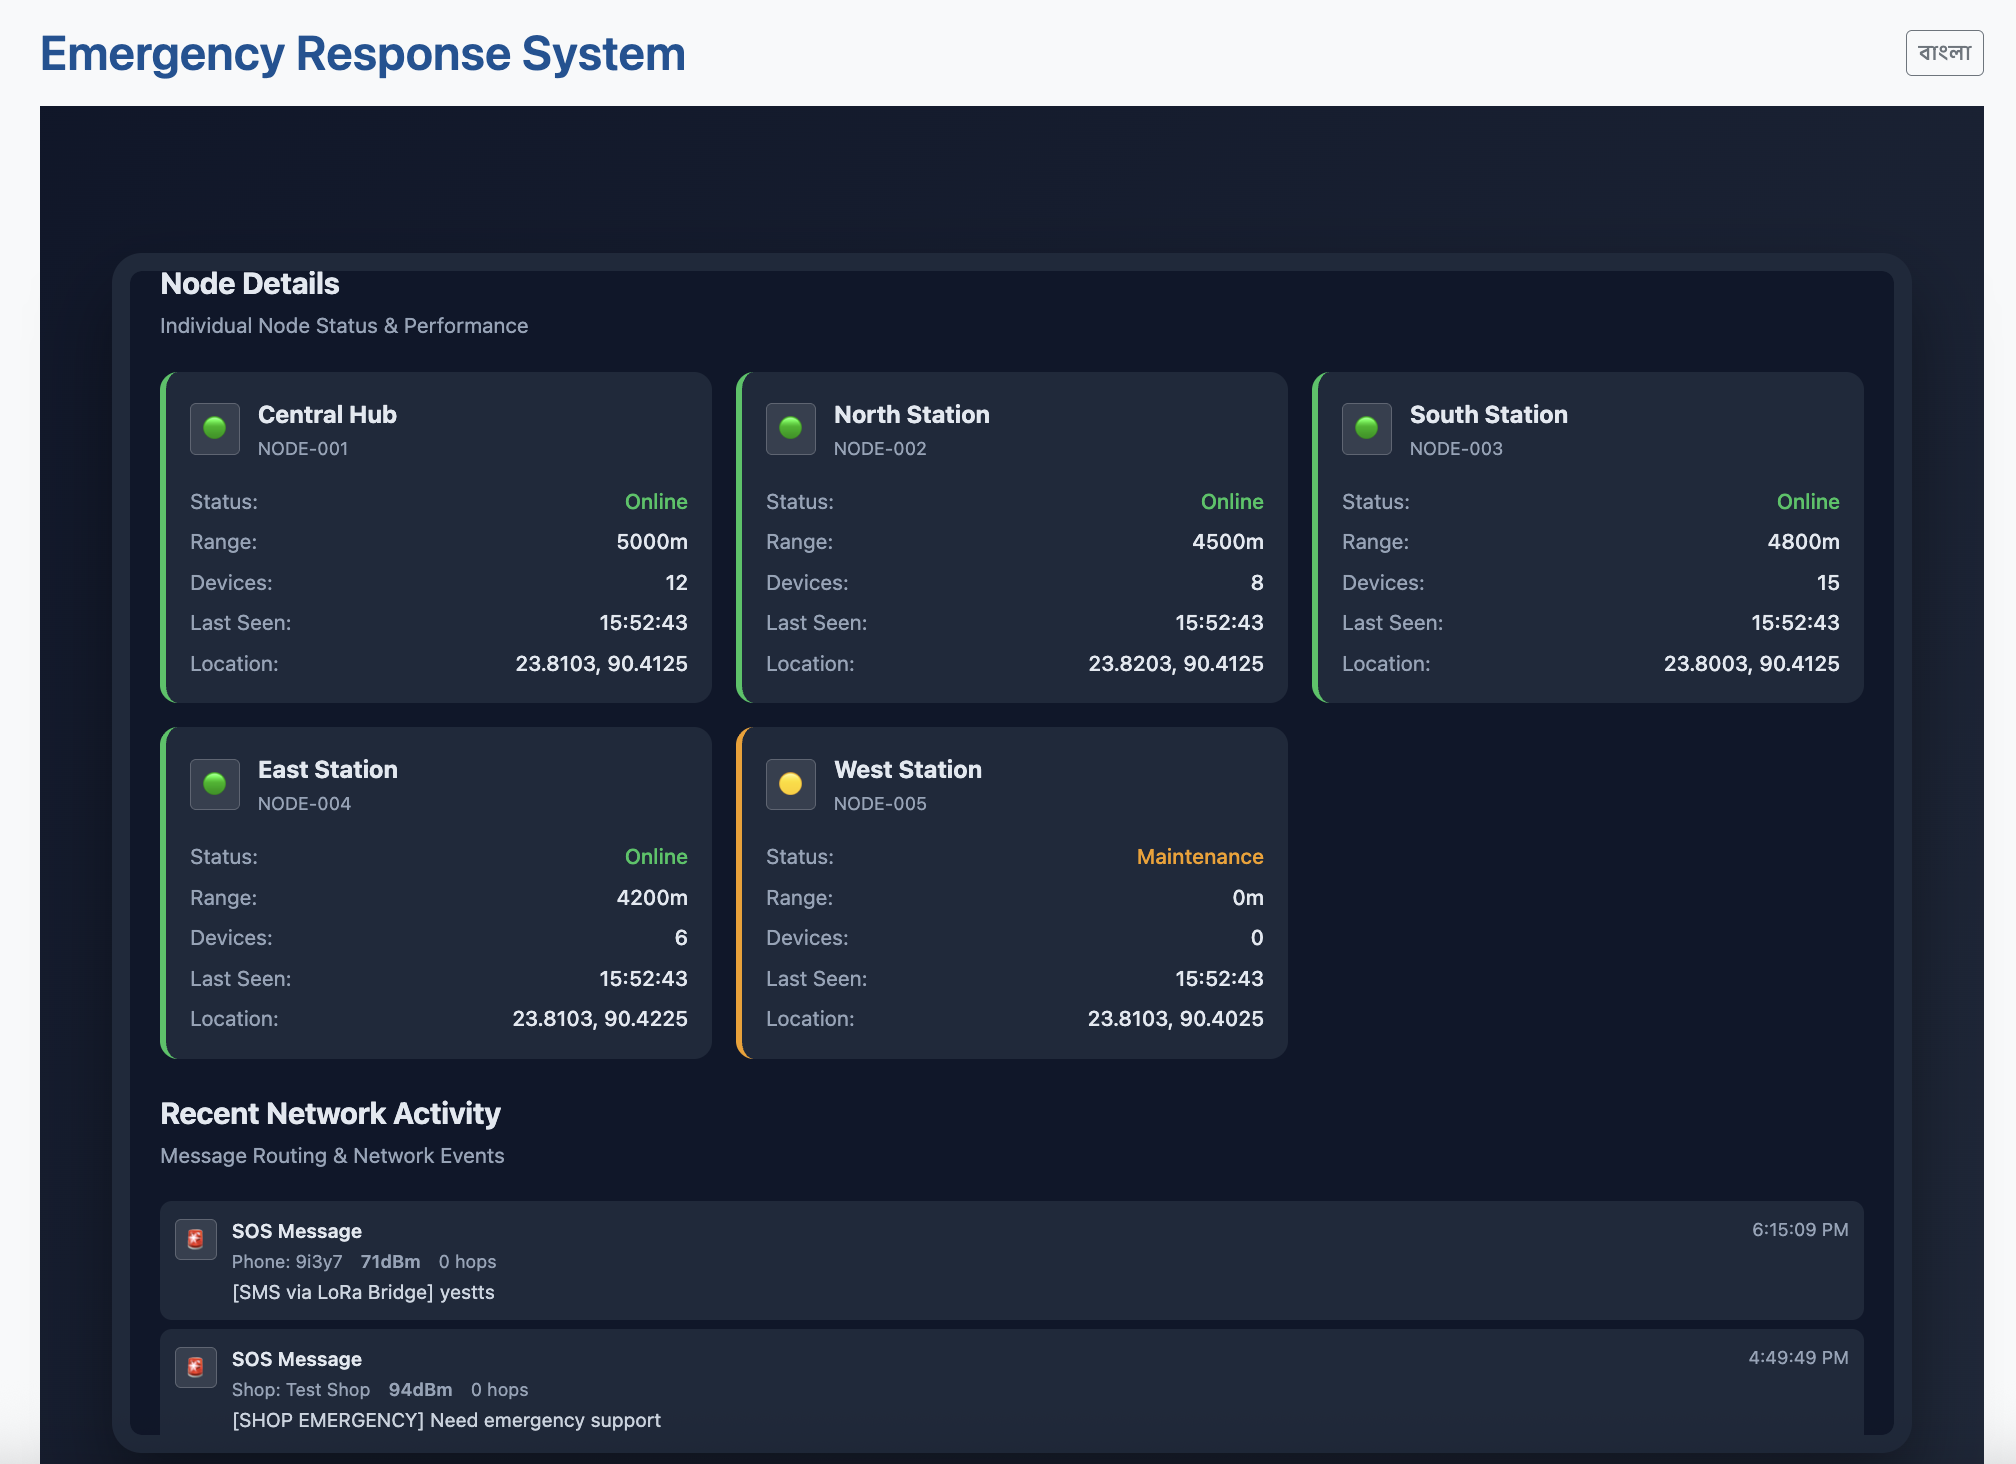 Emergency Response System
বাংলা
Node Details
Individual Node Status & Performance
Central Hub
NODE-001
Status: Online
Range: 5000m
Devices: 12
Last Seen: 15:52:43
Location: 23.8103, 90.4125
North Station
NODE-002
Status: Online
Range: 4500m
Devices: 8
Last Seen: 15:52:43
Location: 23.8203, 90.4125
South Station
NODE-003
Status: Online
Range: 4800m
Devices: 15
Last Seen: 15:52:43
Location: 23.8003, 90.4125
East Station
NODE-004
Status: Online
Range: 4200m
Devices: 6
Last Seen: 15:52:43
Location: 23.8103, 90.4225
West Station
NODE-005
Status: Maintenance
Range: 0m
Devices: 0
Last Seen: 15:52:43
Location: 23.8103, 90.4025
Recent Network Activity
Message Routing & Network Events
SOS Message 6:15:09 PM
Phone: 9i3y7 71dBm 0 hops
[SMS via LoRa Bridge] yestts
SOS Message 4:49:49 PM
Shop: Test Shop 94dBm 0 hops
[SHOP EMERGENCY] Need emergency support